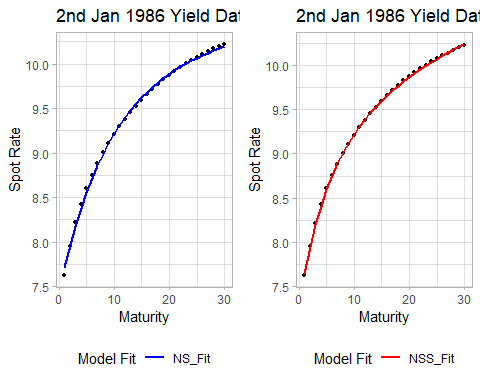 2nd Jan 1986 Yield Dat
Spot Rate
10.0
9.5
9.0
8.5
8.0
7.5
0
10
20
30
Maturity
Model Fit
NS_Fit
2nd Jan 1986 Yield Dat
Spot Rate
10.0
9.5
9.0
8.5
8.0
7.5
0
10
20
30
Maturity
Model Fit
NSS_Fit